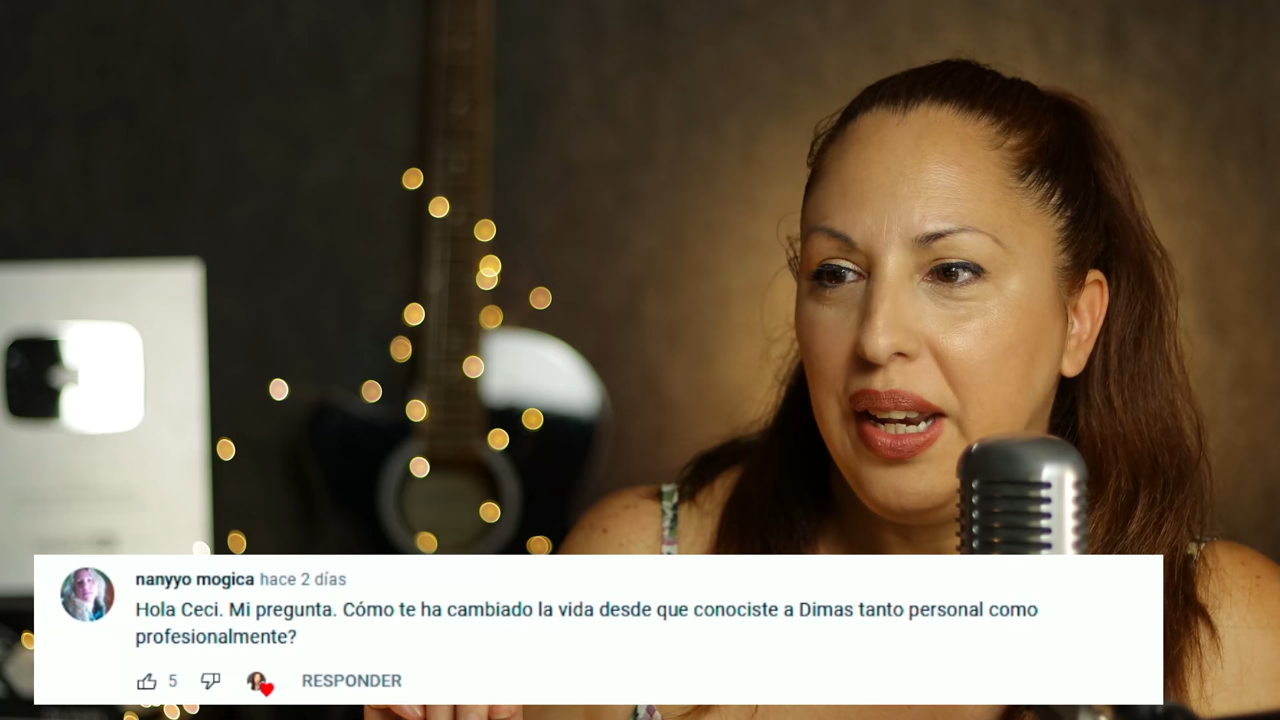 nanyyo mogica hace 2 días
Hola Ceci. Mi pregunta. Cómo te ha cambiado la vida desde que conociste a Dimas tanto personal como
profesionalmente?
5 RESPONDER